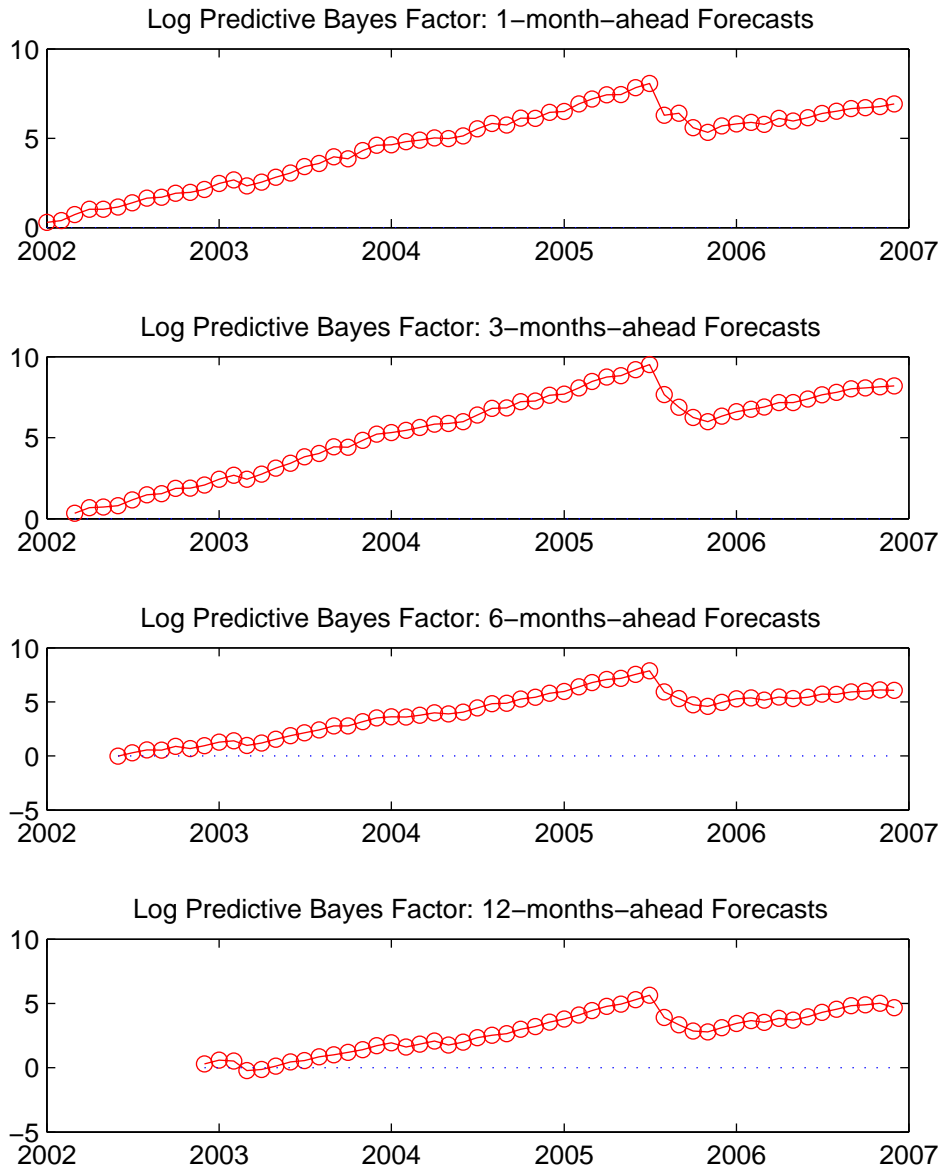 Log Predictive Bayes Factor: 1−month−ahead Forecasts
10
5
0
2002 2003 2004 2005 2006 2007
Log Predictive Bayes Factor: 3−months−ahead Forecasts
10
5
0
2002 2003 2004 2005 2006 2007
Log Predictive Bayes Factor: 6−months−ahead Forecasts
10
5
0
−5
2002 2003 2004 2005 2006 2007
Log Predictive Bayes Factor: 12−months−ahead Forecasts
10
5
0
−5
2002 2003 2004 2005 2006 2007